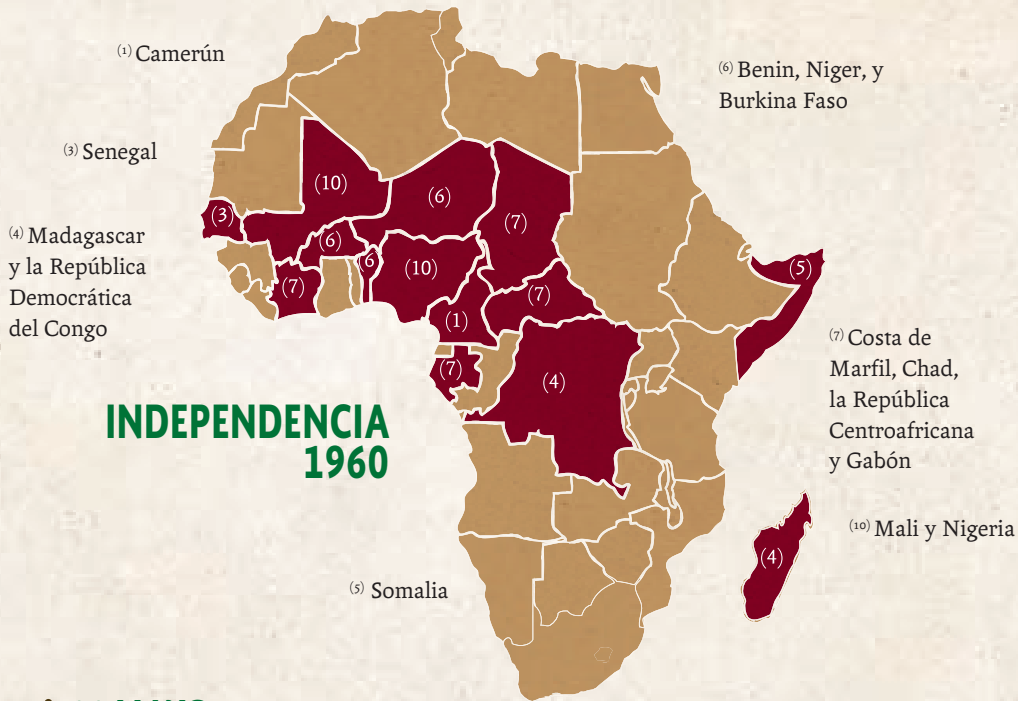 (1) Camerún
(6) Benin, Niger, y
Burkina Faso
(3) Senegal
(10)
(6)
(7)
(3)
(4) Madagascar
y la República
Democrática
del Congo
(6)
6
(10)
(5)
(7)
(7)
(1)
(7) Costa de
Marfil, Chad,
la República
Centroafricana
y Gabón
(7)
(4)
INDEPENDENCIA
1960
(10) Mali y Nigeria
(4)
(5) Somalia